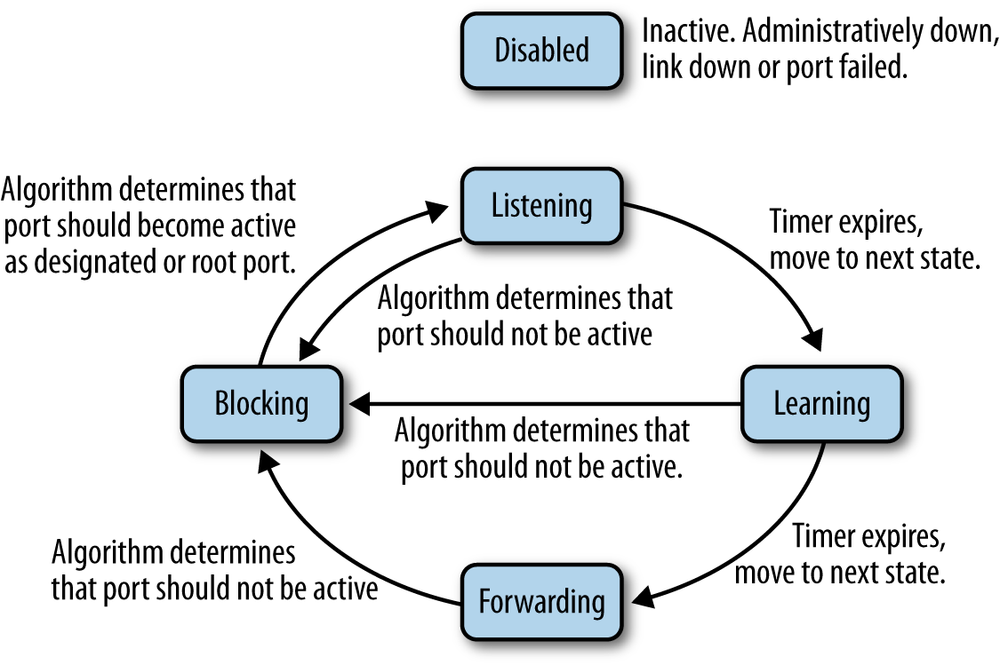 Disabled
Inactive. Administratively down,
link down or port failed.
Algorithm determines that
port should become active
as designated or root port.
Listening
Timer expires,
move to next state.
Algorithm determines that
port should not be active
Blocking
Learning
Algorithm determines that
port should not be active.
Algorithm determines
that port should not be active
Forwarding
Timer expires,
move to next state.